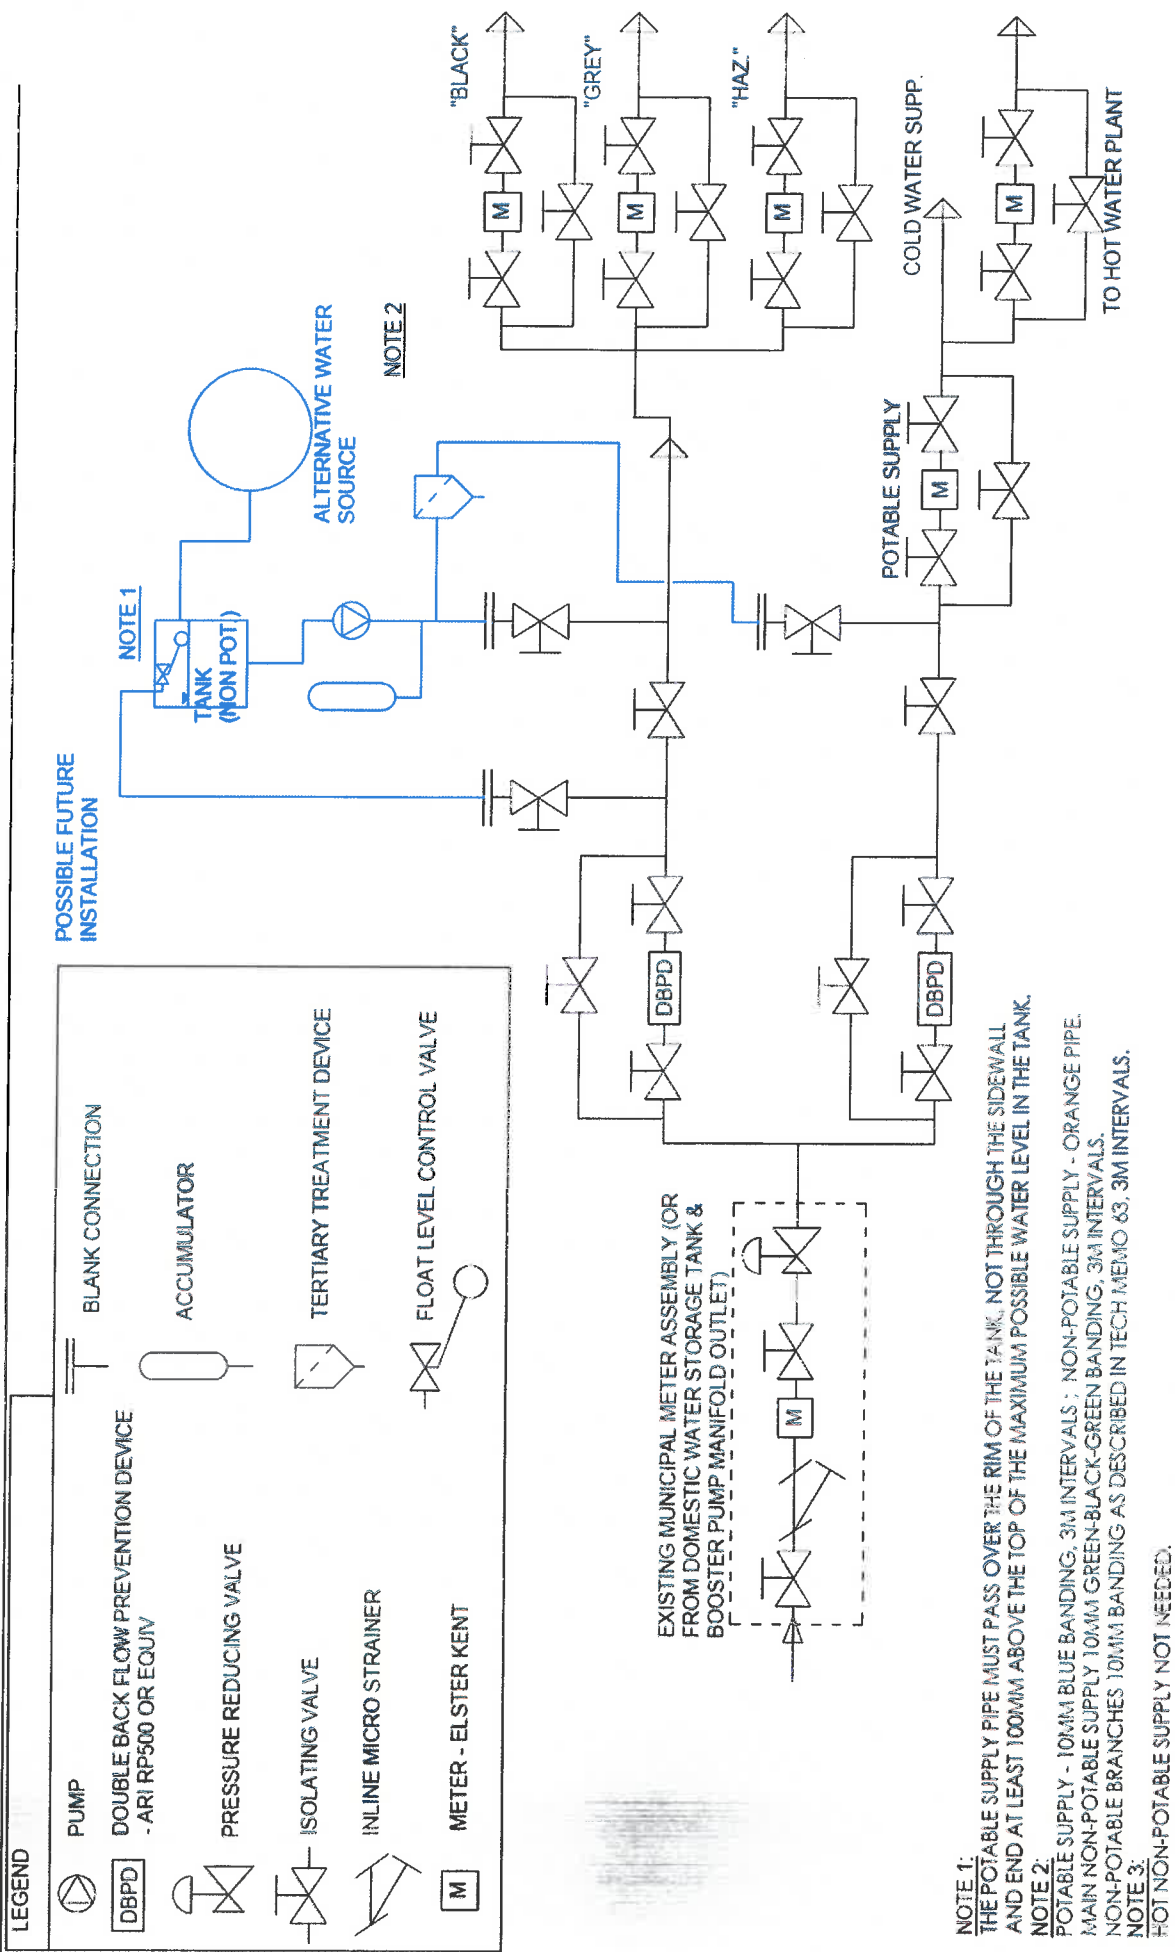 LEGEND
PUMP
DBPD
DOUBLE BACK FLOW PREVENTION DEVICE
- ARI RP500 OR EQUIV
PRESSURE REDUCING VALVE
ISOLATING VALVE
INLINE MICRO STRAINER
M
METER - ELSTER KENT
BLANK CONNECTION
ACCUMULATOR
TERTIARY TREATMENT DEVICE
FLOAT LEVEL CONTROL VALVE
POSSIBLE FUTURE
INSTALLATION
NOTE 1
TANK
(NON POT.)
ALTERNATIVE WATER
SOURCE
NOTE 2
"BLACK"
M
"GREY"
M
"HAZ."
M
DBPD
DBPD
EXISTING MUNICIPAL METER ASSEMBLY (OR
FROM DOMESTIC WATER STORAGE TANK &
BOOSTER PUMP MANIFOLD OUTLET)
M
POTABLE SUPPLY
M
COLD WATER SUPP.
M
TO HOT WATER PLANT
NOTE 1:
THE POTABLE SUPPLY PIPE MUST PASS OVER THE RIM OF THE TANK, NOT THROUGH THE SIDEWALL
AND END AT LEAST 100MM ABOVE THE TOP OF THE MAXIMUM POSSIBLE WATER LEVEL IN THE TANK.
NOTE 2:
POTABLE SUPPLY - 10MM BLUE BANDING, 3M INTERVALS ; NON-POTABLE SUPPLY - ORANGE PIPE.
MAIN NON-POTABLE SUPPLY 10MM GREEN-BLACK-GREEN BANDING, 3M INTERVALS.
NON-POTABLE BRANCHES 10MM BANDING AS DESCRIBED IN TECH MEMO 63, 3M INTERVALS.
NOTE 3:
HOT NON-POTABLE SUPPLY NOT NEEDED.